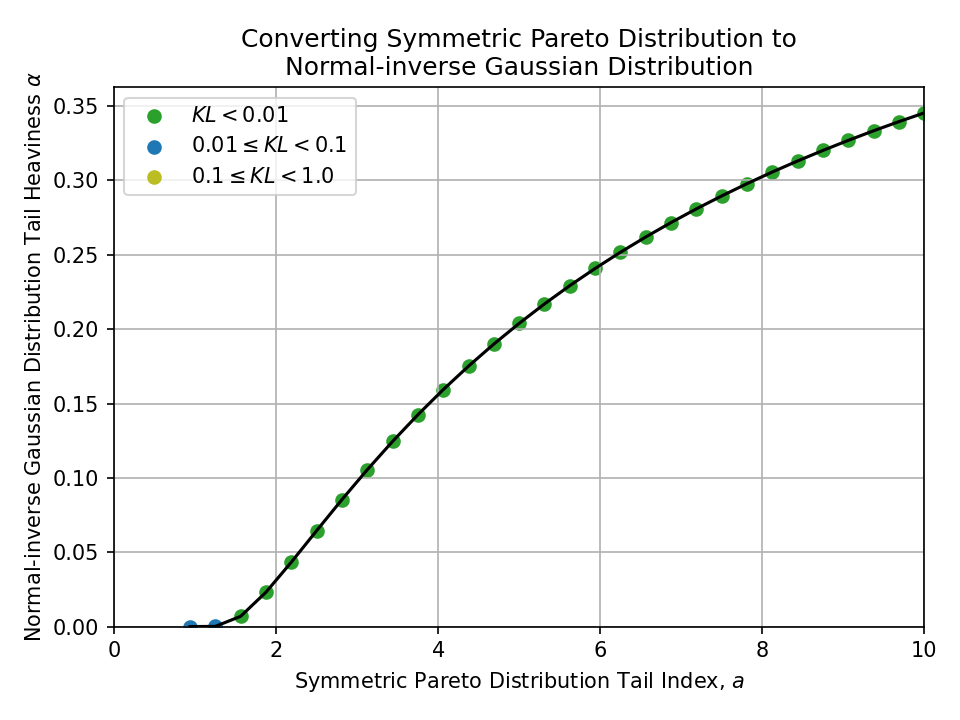 Converting Symmetric Pareto Distribution to
Normal-inverse Gaussian Distribution
Normal-inverse Gaussian Distribution Tail Heaviness α
0.35
0.30
0.25
0.20
0.15
0.10
0.05
0.00
KL < 0.01
0.01 ≤ KL < 0.1
0.1 ≤ KL < 1.0
0 2 4 6 8 10
Symmetric Pareto Distribution Tail Index, a